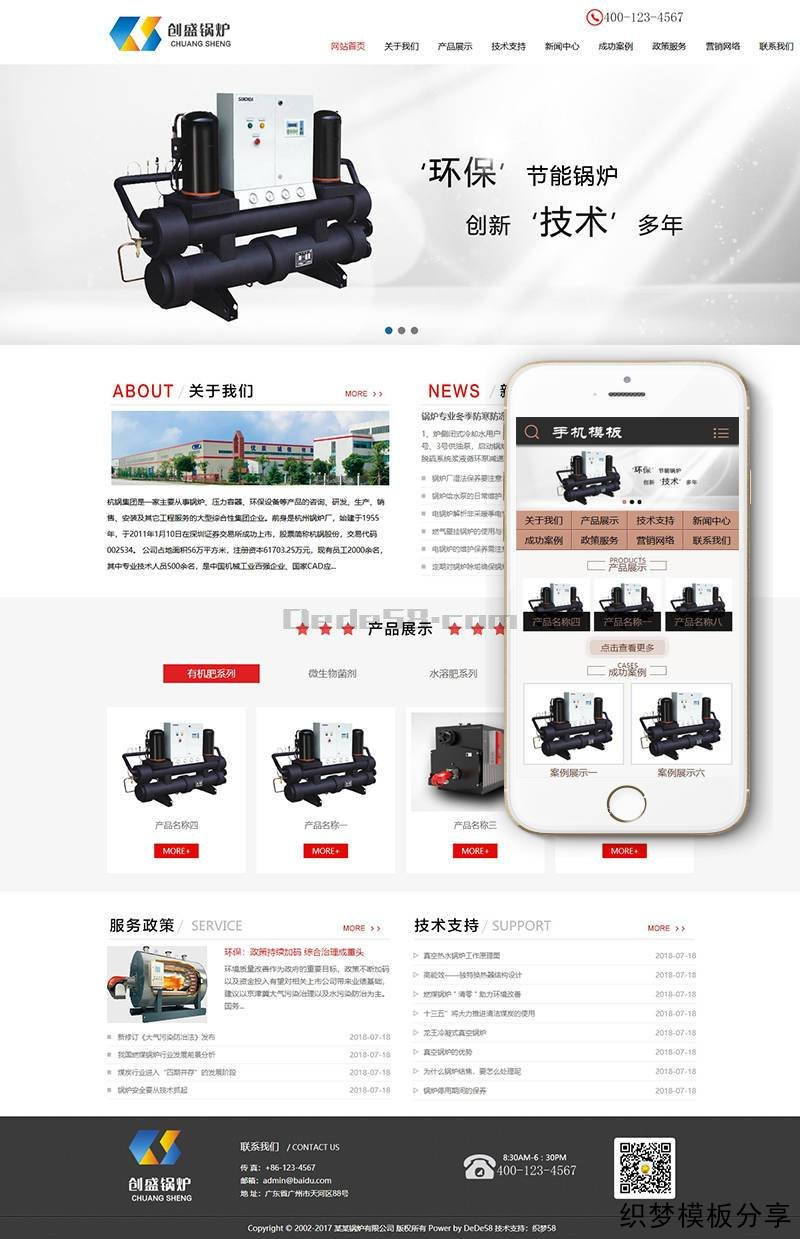 创盛锅炉
CHUANG SHENG
400-123-4567
网站首页 关于我们 产品展示 技术支持 新闻中心 成功案例 政策服务 营销网络 联系我们
‘环保’ 节能锅炉
创新 ‘技术’ 多年
ABOUT / 关于我们 MORE >>
杭锅集团是一家主要从事锅炉、压力容器、环保设备等产品的咨询、研发、生产、销
售、安装及其它工程服务的大型综合性集团企业。前身是杭州锅炉厂，始建于1955
年，于2011年1月10日在深圳证券交易所成功上市，股票简称杭锅股份，交易代码
002534。公司占地面积56万平方米，注册资本61703.25万元，现有员工2000余名，
其中专业技术人员500余名，是中国机械工业百强企业、国家CAD应...
NEWS /
锅炉专业冬季防寒防冻
1、炉侧闭式冷却水用户
号、3号供油泵，启动锅炉
脱硫系统浆液循环泵减速
锅炉厂湿法保养要注意
锅炉给水泵的日常维护
电锅炉解析非采暖季电
燃气壁挂锅炉的使用与
电锅炉的维护保养需注
定期对锅炉除垢确保锅
手机模板
‘环保’ 节能锅炉
创新 ‘技术’ 多年
关于我们 产品展示 技术支持 新闻中心
成功案例 政策服务 营销网络 联系我们
PRODUCTS
产品展示
产品名称四 产品名称一 产品名称八
点击查看更多
CASES
成功案例
案例展示一 案例展示六
Dede58.com
★ ★ ★ 产品展示 ★ ★ ★
有机肥系列 微生物菌剂 水溶肥系列
产品名称四 产品名称一 产品名称三
MORE+ MORE+ MORE+ MORE+
服务政策 / SERVICE MORE >>
环保：政策持续加码 综合治理成重头
环境质量改善作为政府的重要目标，政策不断加码
以及资金投入有望对相关上市公司带来业绩基础，
建议以京津冀大气污染治理以及水污染防治为主。
国务...
新修订《大气污染防治法》发布 2018-07-18
我国燃煤锅炉行业发展前景分析 2018-07-18
煤炭行业进入“四期并存”的发展阶段 2018-07-18
锅炉安全要从技术抓起 2018-07-18
技术支持 / SUPPORT MORE >>
真空热水锅炉工作原理图 2018-07-18
高能效——独特换热器结构设计 2018-07-18
燃煤锅炉“清零”助力环境改善 2018-07-18
十三五”将大力推进清洁煤炭的使用 2018-07-18
龙王冷凝式真空锅炉 2018-07-18
真空锅炉的优势 2018-07-18
为什么锅炉结焦，要怎么处理呢 2018-07-18
锅炉停用期间的保养 2018-07-18
创盛锅炉
CHUANG SHENG
联系我们 / CONTACT US
传 真：+86-123-4567
邮箱：admin@baidu.com
地 址：广东省广州市天河区88号
8:30AM-6：30PM
400-123-4567
Copyright © 2002-2017 某某锅炉有限公司 版权所有 Power by DeDe58 技术支持：织梦58
织梦模板分享